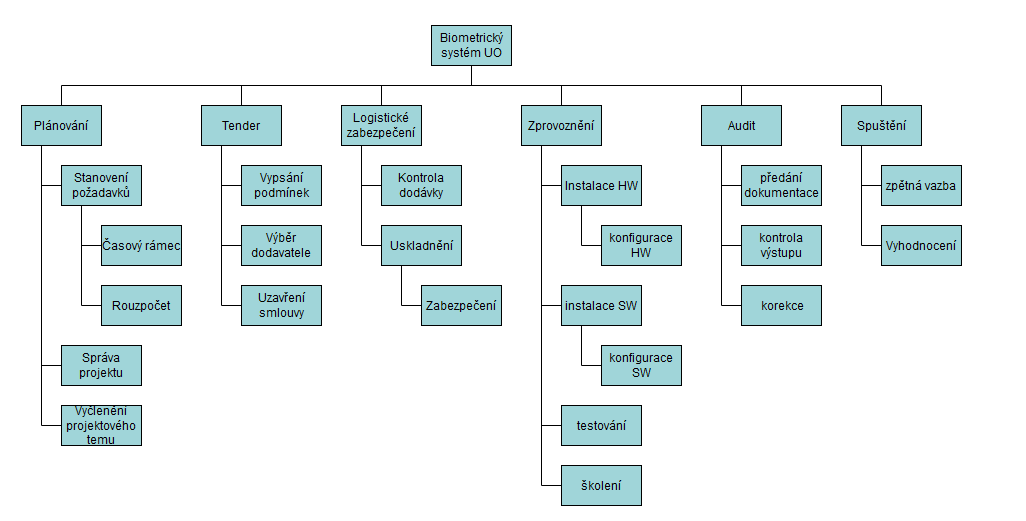 Biometrický
systém UO
Plánování
Stanovení
požadavků
Časový rámec
Rouzpočet
Správa
projektu
Vyčlenění
projektového
temu
Tender
Vypsání
podmínek
Výběr
dodavatele
Uzavření
smlouvy
Logistické
zabezpečení
Kontrola
dodávky
Uskladnění
Zabezpečení
Zprovoznění
Instalace HW
konfigurace
HW
instalace SW
konfigurace
SW
testování
školení
Audit
předání
dokumentace
kontrola
výstupu
korekce
Spuštění
zpětná vazba
Vyhodnocení